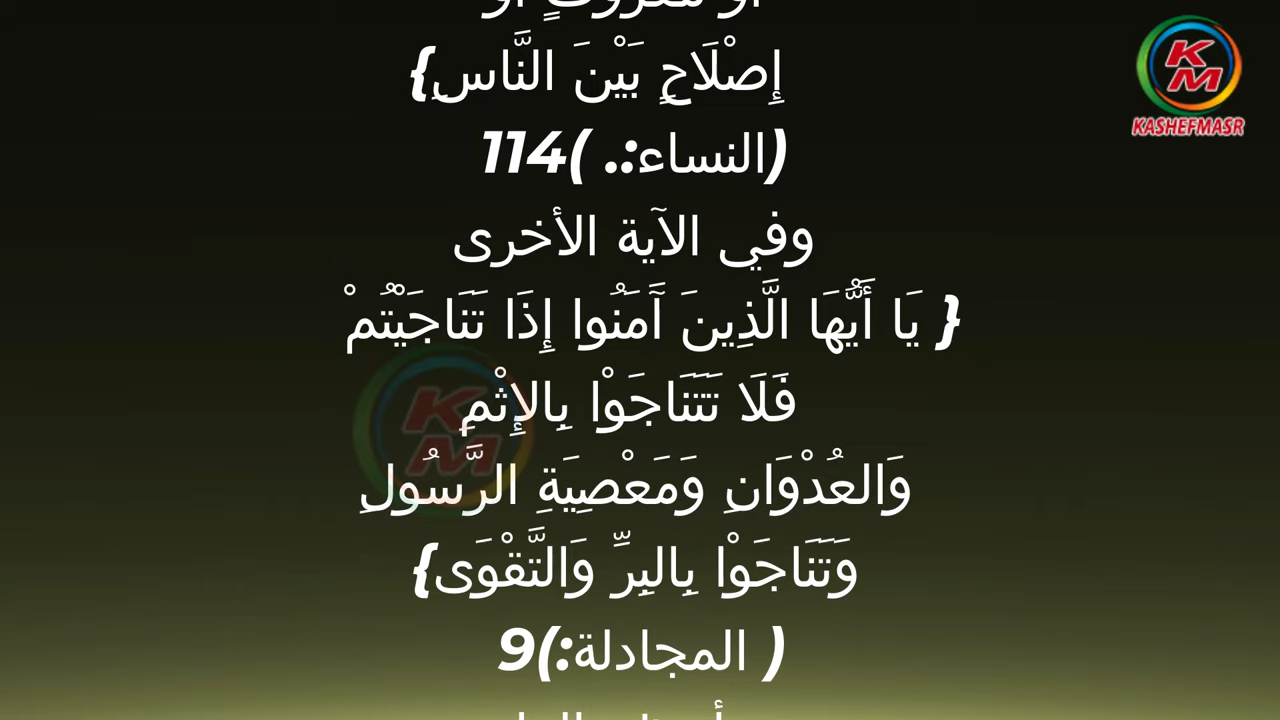 إِصْلَاحٍ بَيْنَ النَّاسِ}
(النساء:. )114
وفي الآية الأخرى
{ يَا أَيُّهَا الَّذِينَ آَمَنُوا إِذَا تَنَاجَيْتُمْ
فَلَا تَتَنَاجَوْا بِالإِثْمِ
وَالعُدْوَانِ وَمَعْصِيَةِ الرَّسُولِ
وَتَنَاجَوْا بِالبِرِّ وَالتَّقْوَى}
( المجادلة:)9
KM
KASHEFMASR
KM